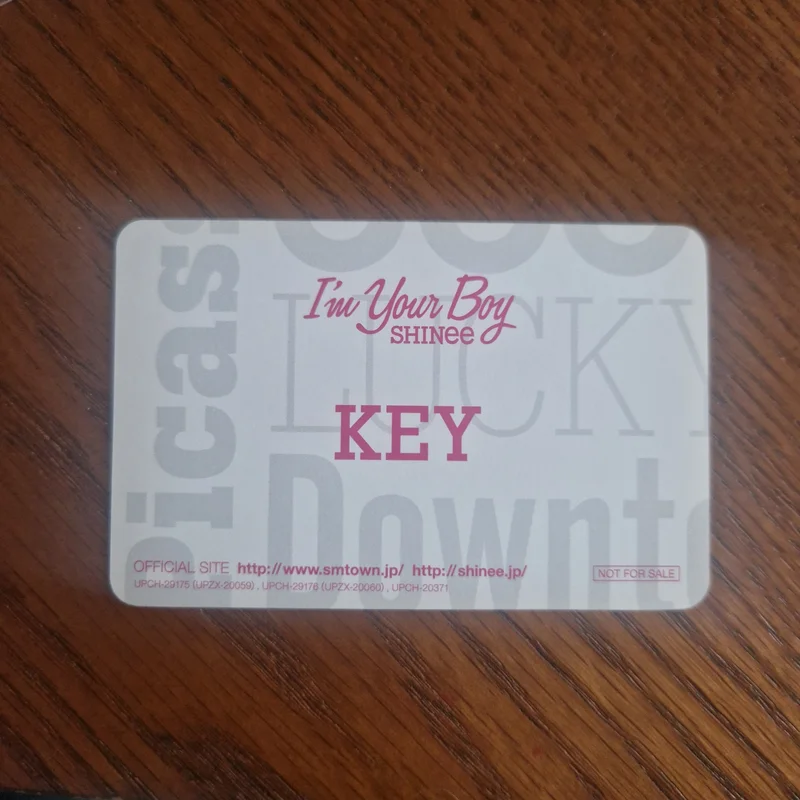 I'm Your Boy
SHINee
LUCKY
KEY
Downt
OFFICIAL SITE http://www.smtown.jp/ http://shinee.jp/
NOT FOR SALE
UPCH-29175 (UPZX-20059) , UPCH-29176 (UPZX-20060) , UPCH-20371
picas